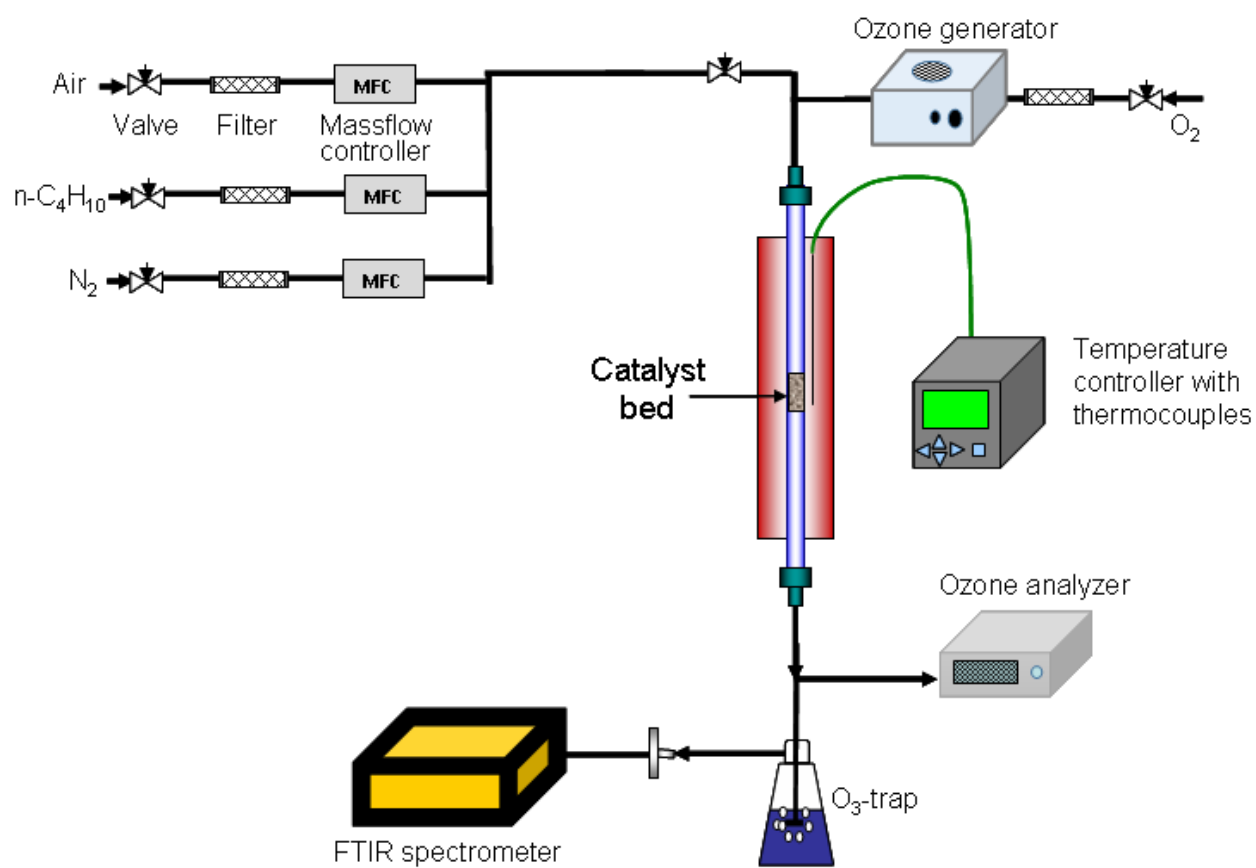 Ozone generator
Air
MFC
Valve
Filter
Massflow
controller
O₂
n-C₄H₁₀
MFC
N₂
MFC
Catalyst
bed
Temperature
controller with
thermocouples
Ozone analyzer
O₃-trap
FTIR spectrometer